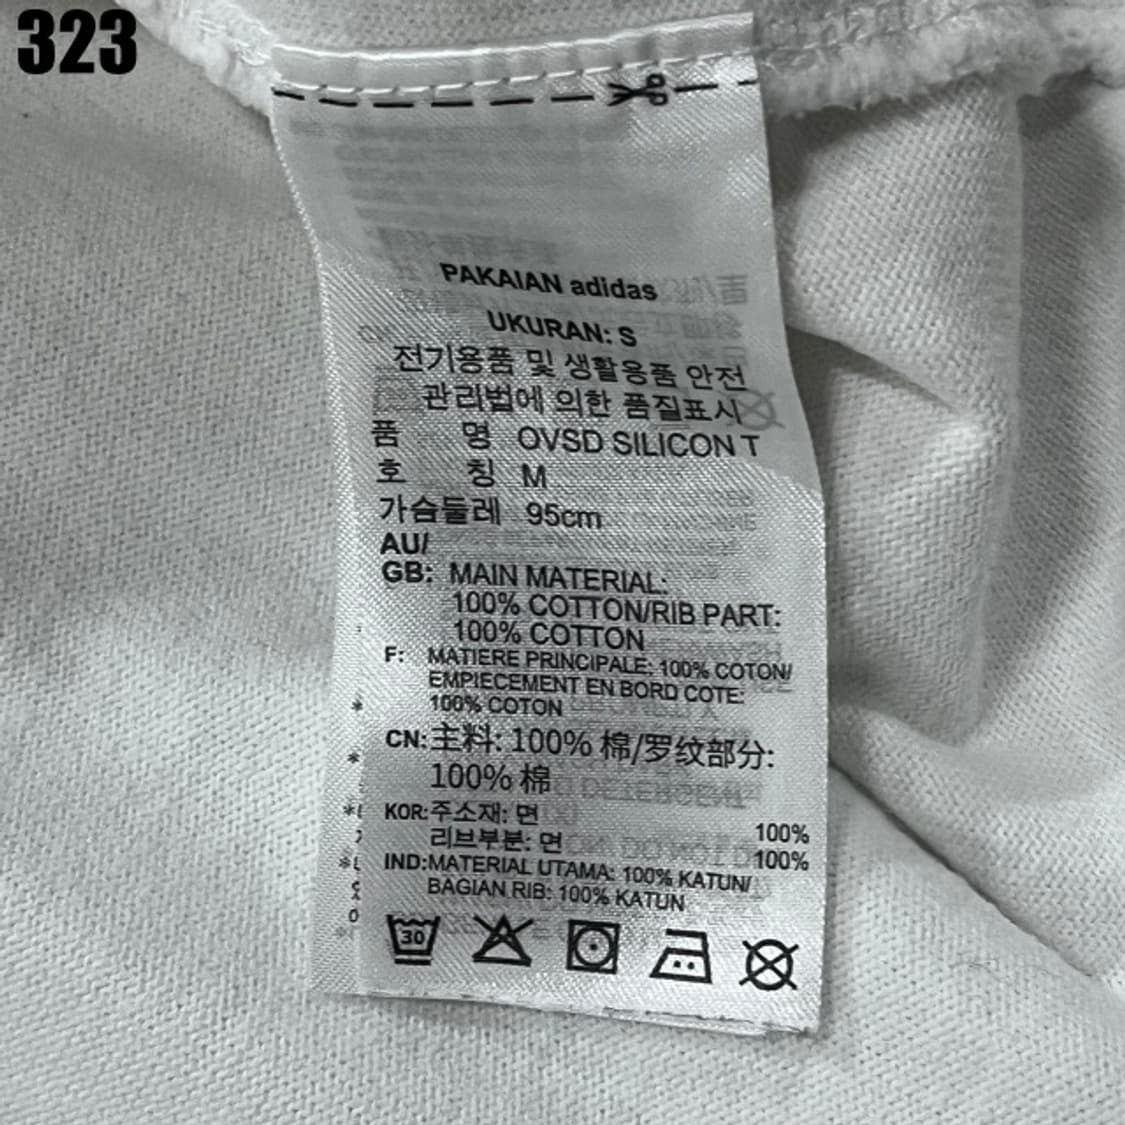 323
PAKAIAN adidas
UKURAN: S
전기용품 및 생활용품 안전
관리법에 의한 품질표시
품 명 OVSD SILICON T
호 칭 M
가슴둘레 95cm
AU/
GB: MAIN MATERIAL:
100% COTTON/RIB PART:
100% COTTON
F: MATIERE PRINCIPALE: 100% COTON/
EMPIECEMENT EN BORD COTE:
100% COTON
CN: 主料: 100% 棉/罗纹部分:
100% 棉
KOR: 주소재: 면 100%
리브부분: 면 100%
IND: MATERIAL UTAMA: 100% KATUN/
BAGIAN RIB: 100% KATUN
30